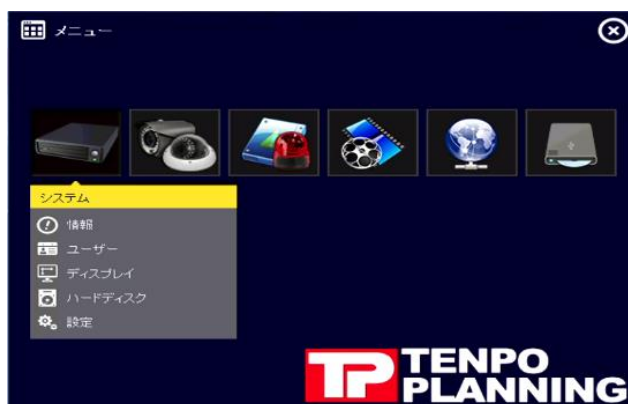 メニュー
システム
情報
ユーザー
ディスプレイ
ハードディスク
設定
TP TENPO
PLANNING